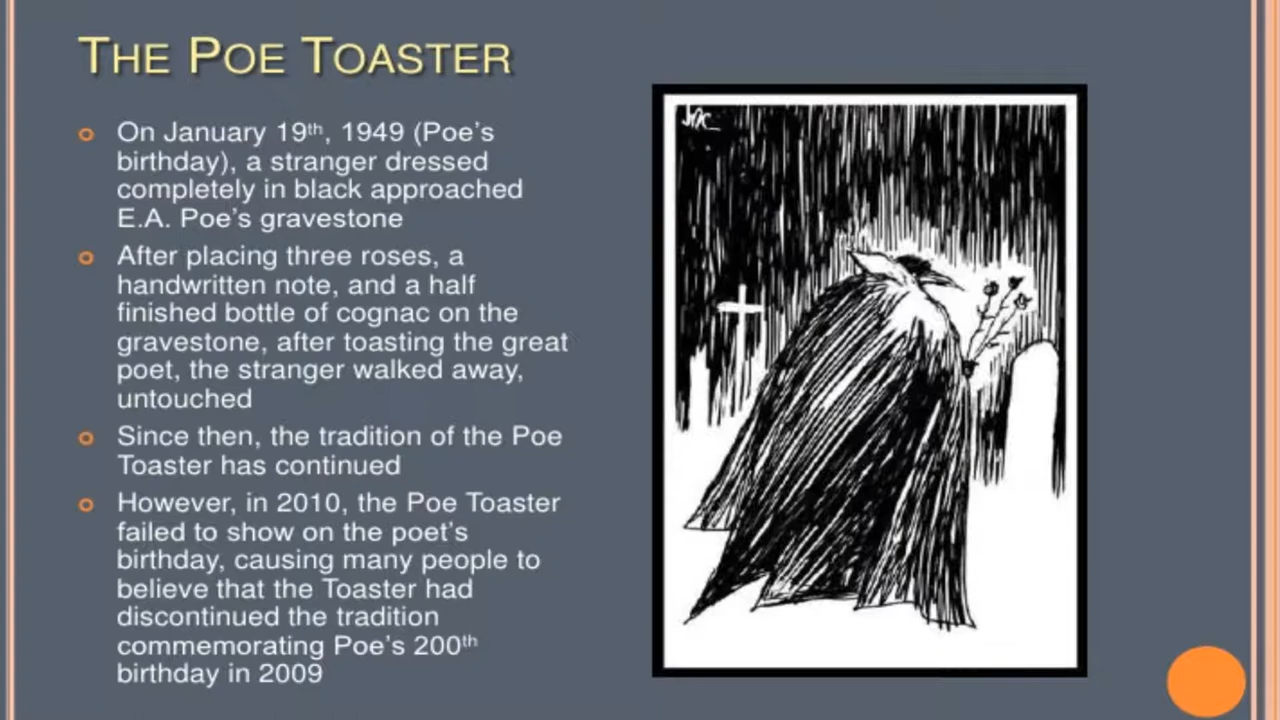 THE POE TOASTER
On January 19th, 1949 (Poe's
birthday), a stranger dressed
completely in black approached
E.A. Poe's gravestone
After placing three roses, a
handwritten note, and a half
finished bottle of cognac on the
gravestone, after toasting the great
poet, the stranger walked away,
untouched
Since then, the tradition of the Poe
Toaster has continued
However, in 2010, the Poe Toaster
failed to show on the poet's
birthday, causing many people to
believe that the Toaster had
discontinued the tradition
commemorating Poe's 200th
birthday in 2009